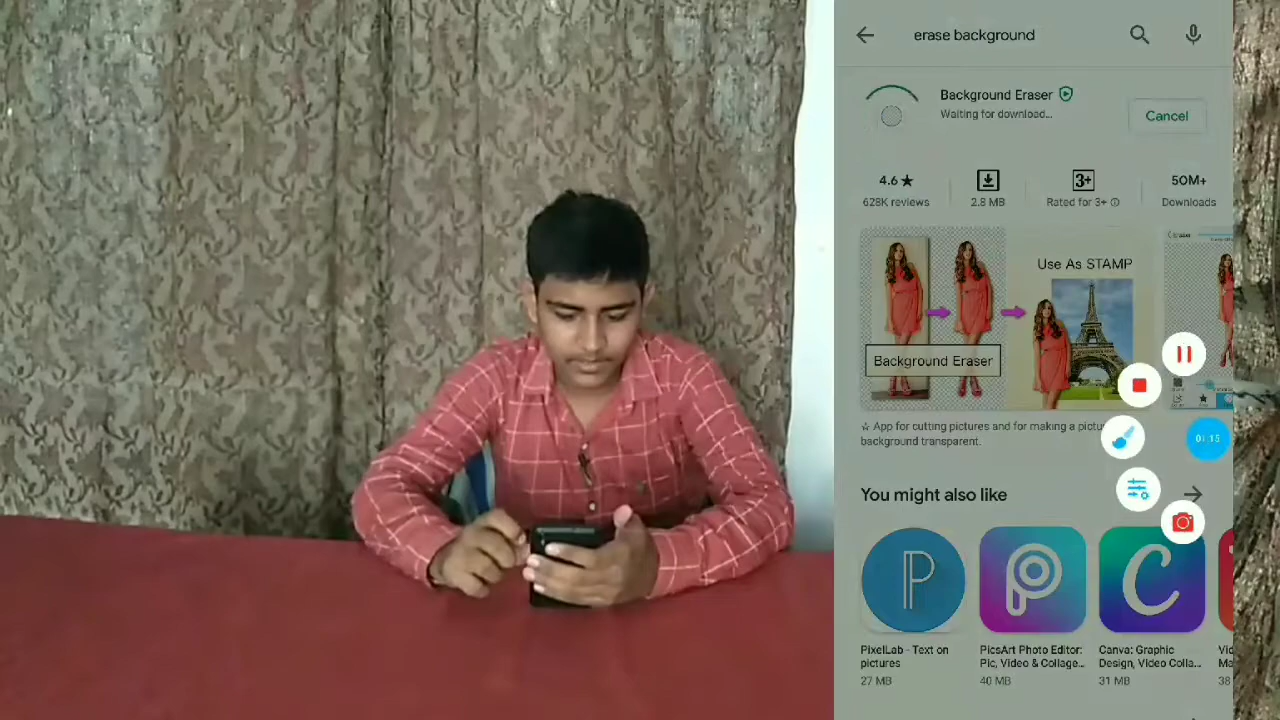 erase background
Background Eraser
Waiting for download...
Cancel
4.6★
628K reviews
2.8 MB
3+
Rated for 3+ ⓘ
50M+
Downloads
Use As STAMP
Background Eraser
☆ App for cutting pictures and for making a pictu
background transparent.
01:15
You might also like
PixelLab - Text on
pictures
27 MB
PicsArt Photo Editor:
Pic, Video & Collage...
40 MB
Canva: Graphic
Design, Video Colla...
31 MB
38